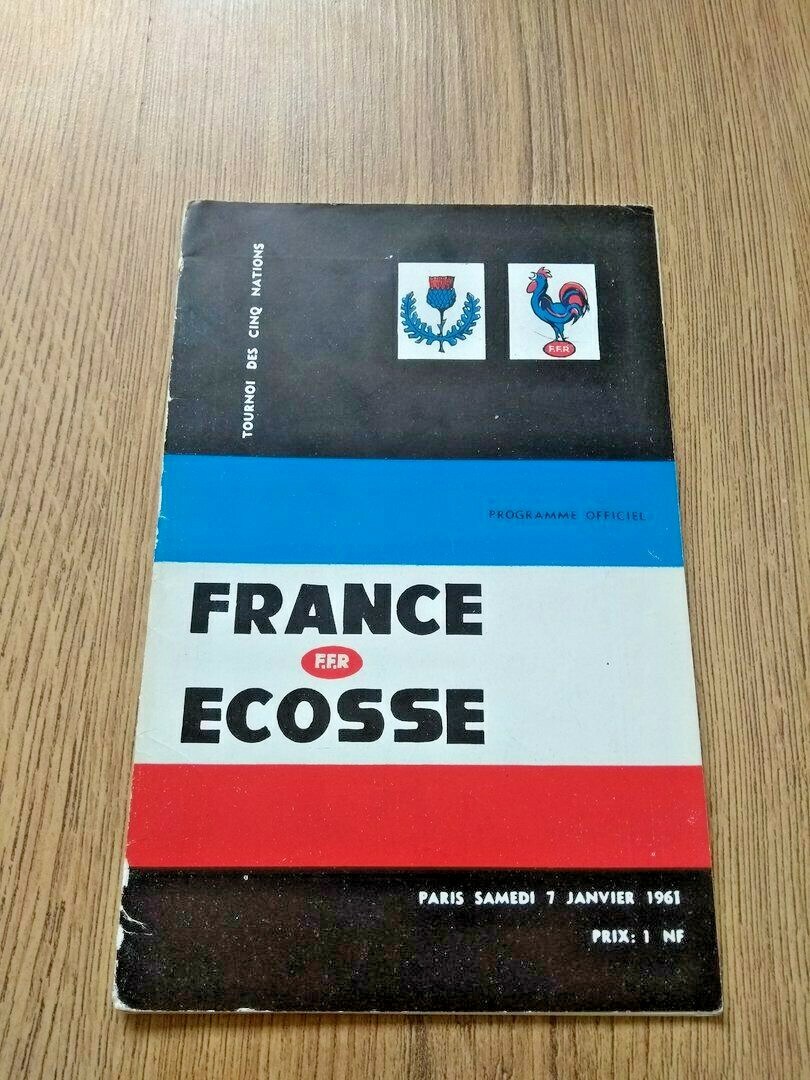 TOURNOI DES CINQ NATIONS
F.F.R
PROGRAMME OFFICIEL
FRANCE
F.F.R
ECOSSE
PARIS SAMEDI 7 JANVIER 1961
PRIX: 1 NF